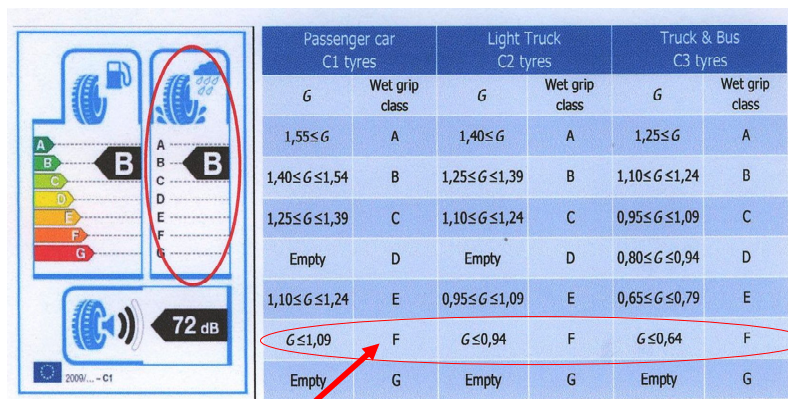 A
B
C
D
E
F
G
B
A
B
C
D
E
F
G
B
72 dB
2009/... - C1
Passenger car Light Truck Truck & Bus
C1 tyres C2 tyres C3 tyres
G Wet grip class G Wet grip class G Wet grip class
1,55≤G A 1,40≤G A 1,25≤G A
1,40≤G≤1,54 B 1,25≤G≤1,39 B 1,10≤G≤1,24 B
1,25≤G≤1,39 C 1,10≤G≤1,24 C 0,95≤G≤1,09 C
Empty D Empty D 0,80≤G≤0,94 D
1,10≤G≤1,24 E 0,95≤G≤1,09 E 0,65≤G≤0,79 E
G≤1,09 F G≤0,94 F G≤0,64 F
Empty G Empty G Empty G